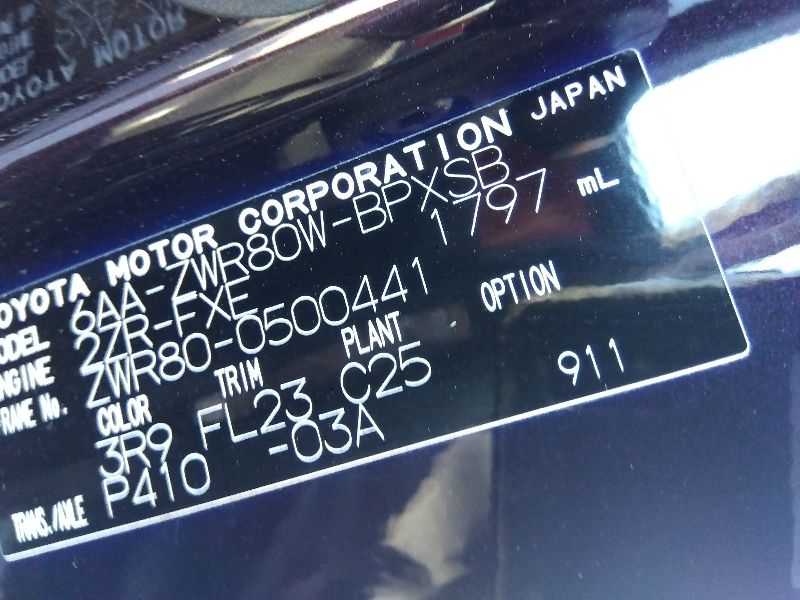 TOYOTA MOTOR CORPORATION JAPAN
MODEL 6AA-ZWR80W-BPXSB
ENGINE 2ZR-FXE 1797 mL
FRAME No. ZWR80-0500441
COLOR TRIM PLANT OPTION
3R9 FL23 C25 911
TRANS./AXLE P410 -03A